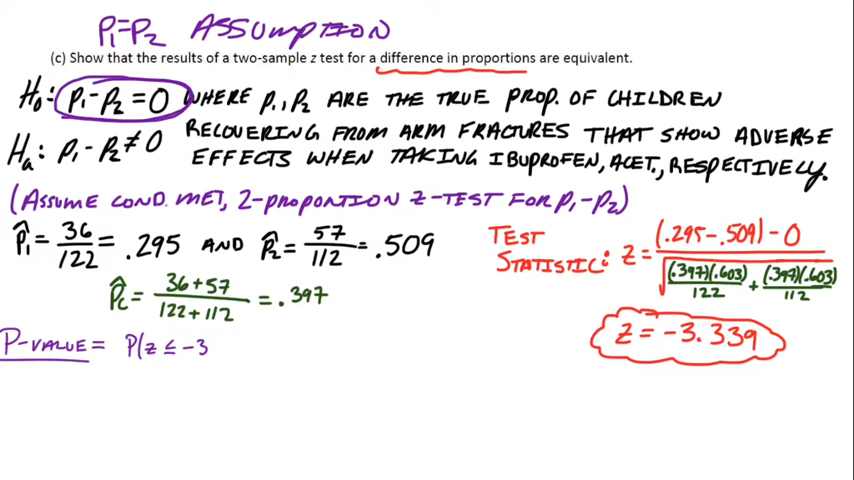 P₁=P₂ ASSUMPTION
(c) Show that the results of a two-sample z test for a difference in proportions are equivalent.
H₀: P₁-P₂=0 WHERE P₁,P₂ ARE THE TRUE PROP. OF CHILDREN
RECOVERING FROM ARM FRACTURES THAT SHOW ADVERSE
Hₐ: P₁-P₂≠0
EFFECTS WHEN TAKING IBUPROFEN, ACET., RESPECTIVELY.
(ASSUME COND. MET, 2-PROPORTION Z-TEST FOR P₁-P₂)
P̂₁ = 36/122 = .295 AND P̂₂ = 57/112 = .509
TEST STATISTIC: Z = (.295-.509)-0 / √((.397)(.603)/122 + (.397)(.603)/112)
P̂c = 36+57 / 122+112 = .397
Z = -3.339
P-VALUE = P(Z ≤ -3